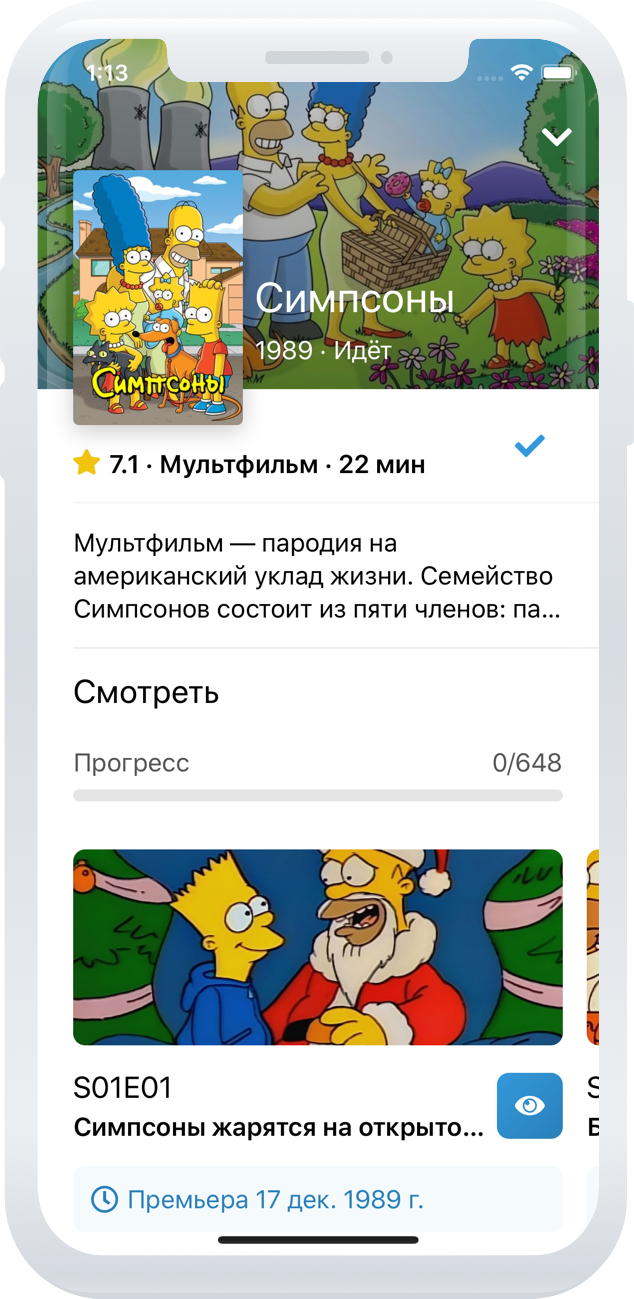 1:13
Симпсоны
1989 · Идёт
Симпсоны
7.1 · Мультфильм · 22 мин
Мультфильм — пародия на
американский уклад жизни. Семейство
Симпсонов состоит из пяти членов: па...
Смотреть
Прогресс 0/648
S01E01
Симпсоны жарятся на открыто...
Премьера 17 дек. 1989 г.